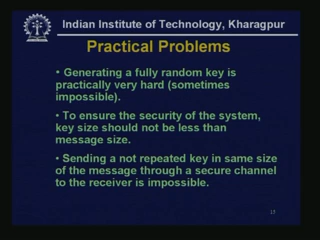 Indian Institute of Technology, Kharagpur
Practical Problems
• Generating a fully random key is
practically very hard (sometimes
impossible).
• To ensure the security of the system,
key size should not be less than
message size.
• Sending a not repeated key in same size
of the message through a secure channel
to the receiver is impossible.